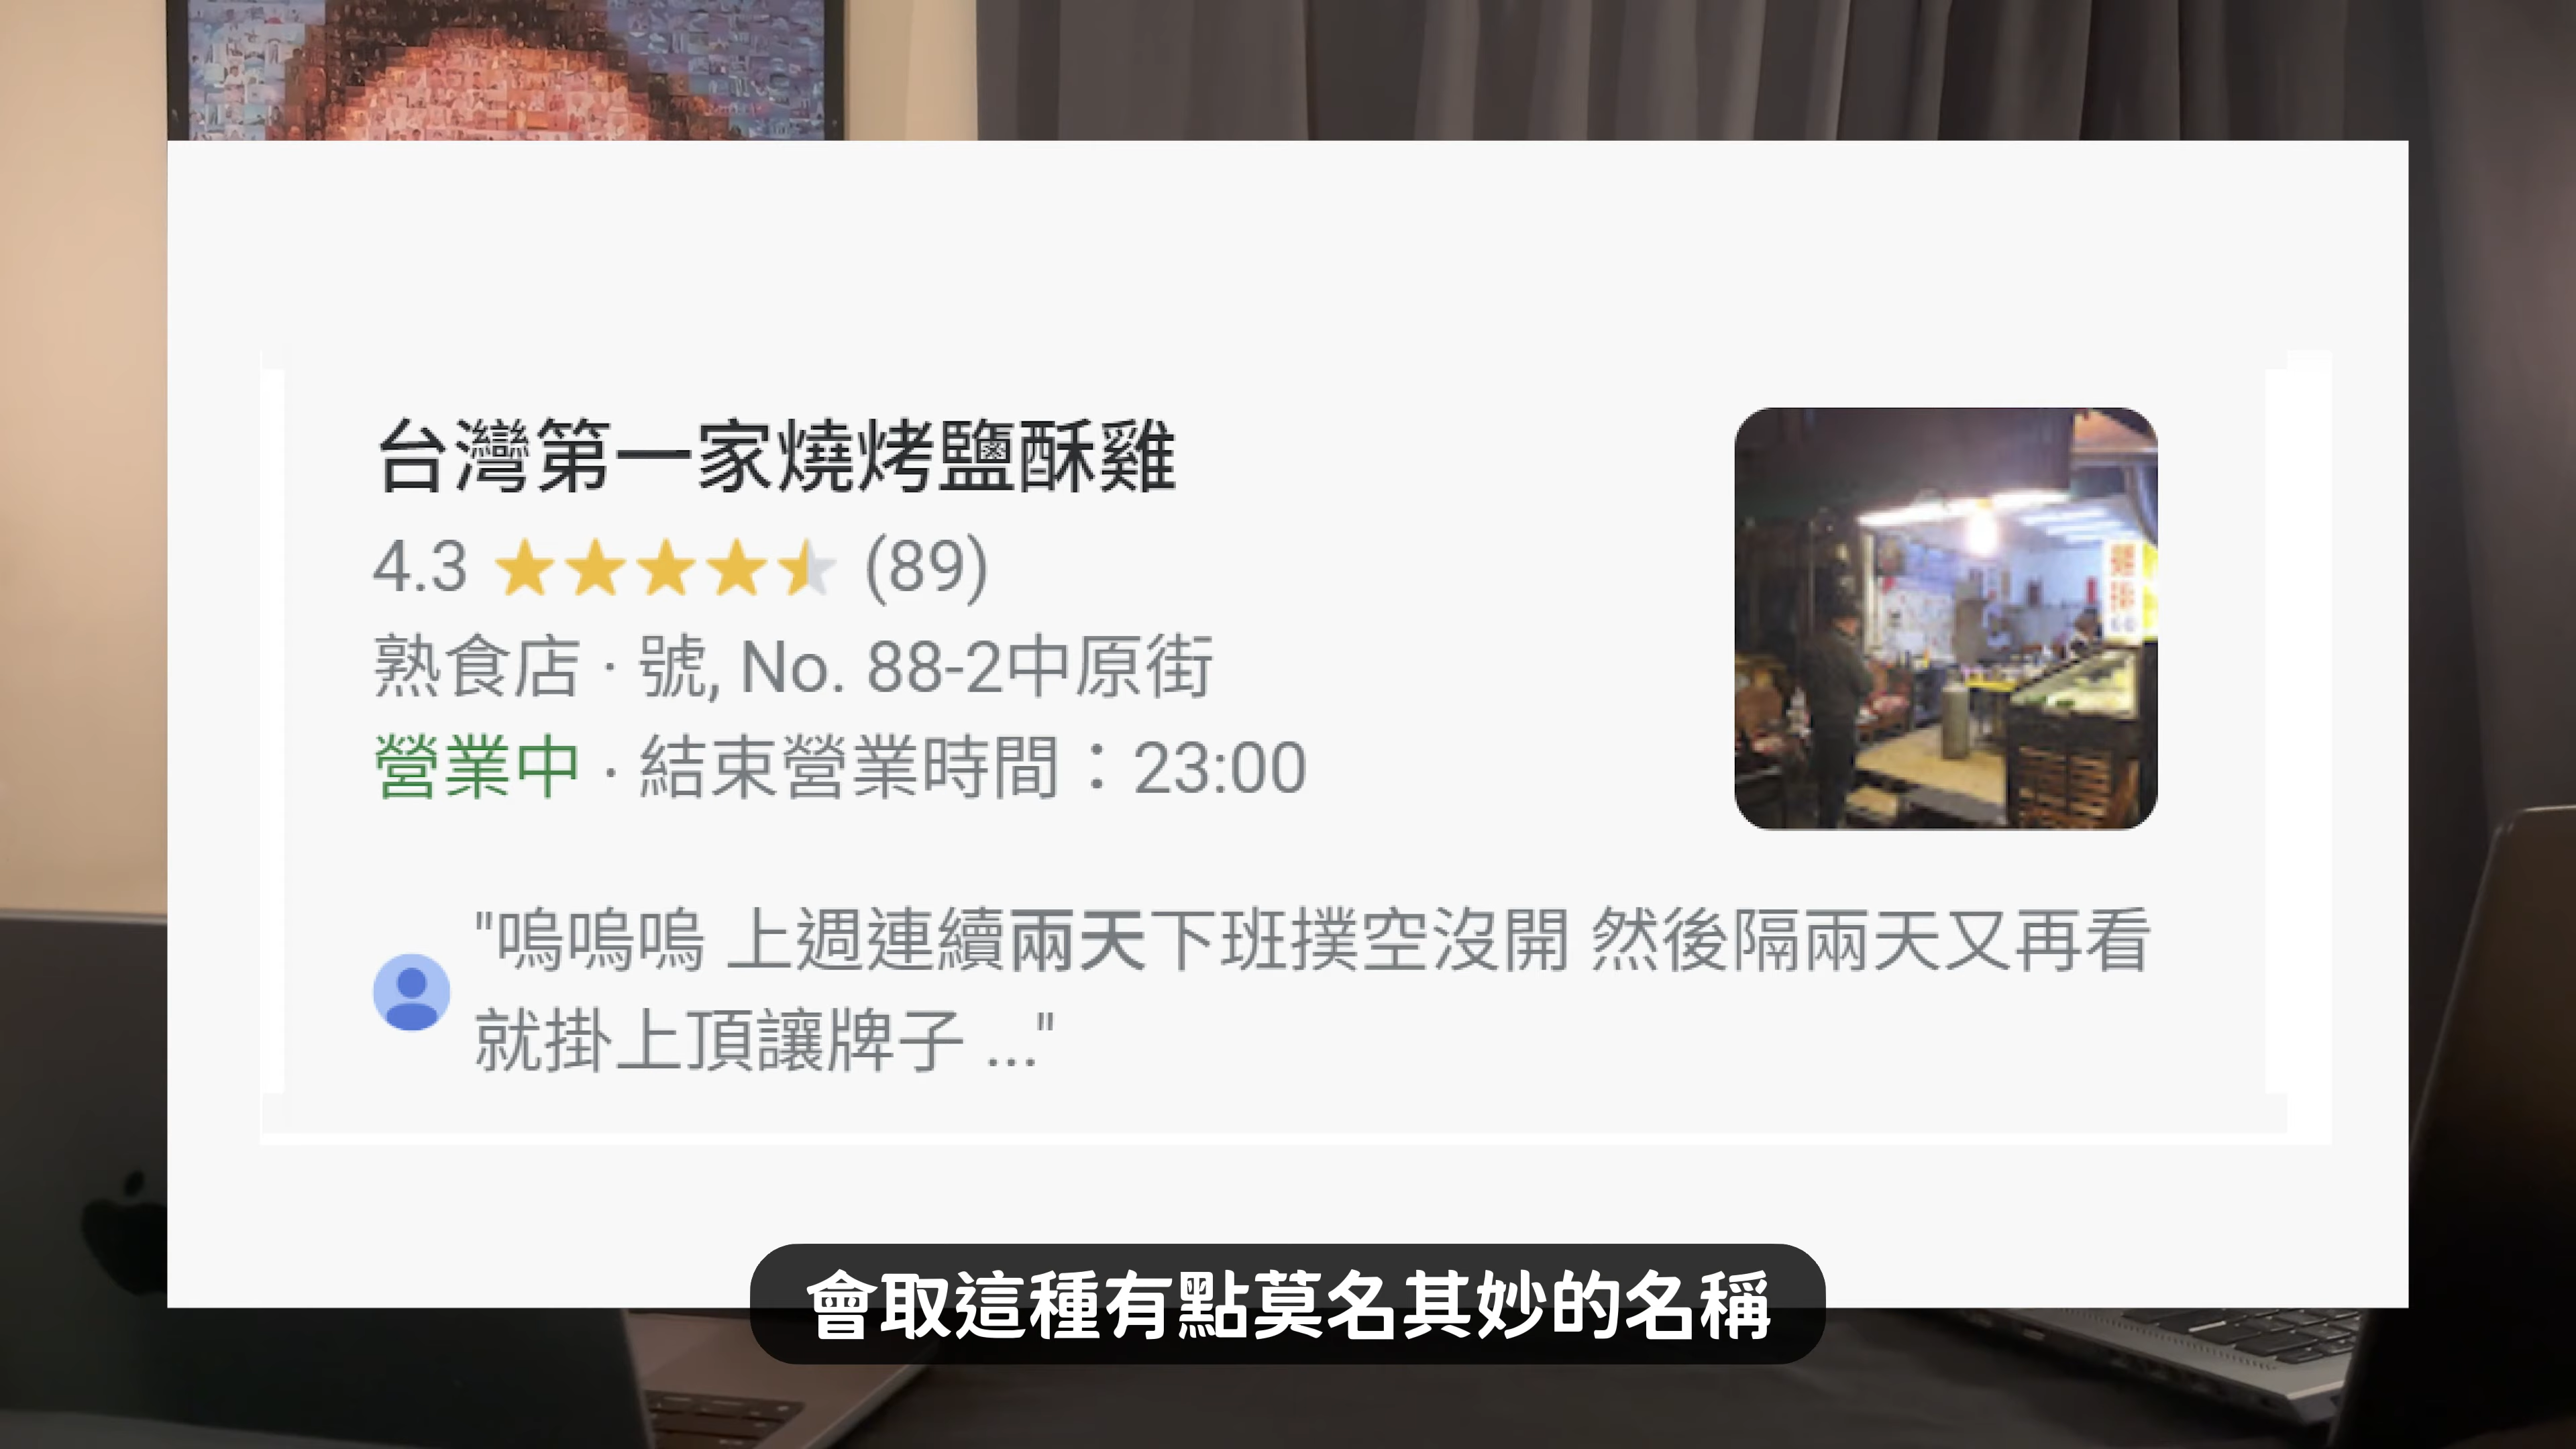 台灣第一家燒烤鹽酥雞
4.3 ★★★★★ (89)
熟食店 · 號, No. 88-2中原街
營業中 · 結束營業時間：23:00
"嗚嗚嗚 上週連續兩天下班撲空沒開 然後隔兩天又再看
就掛上頂讓牌子 ..."
會取這種有點莫名其妙的名稱